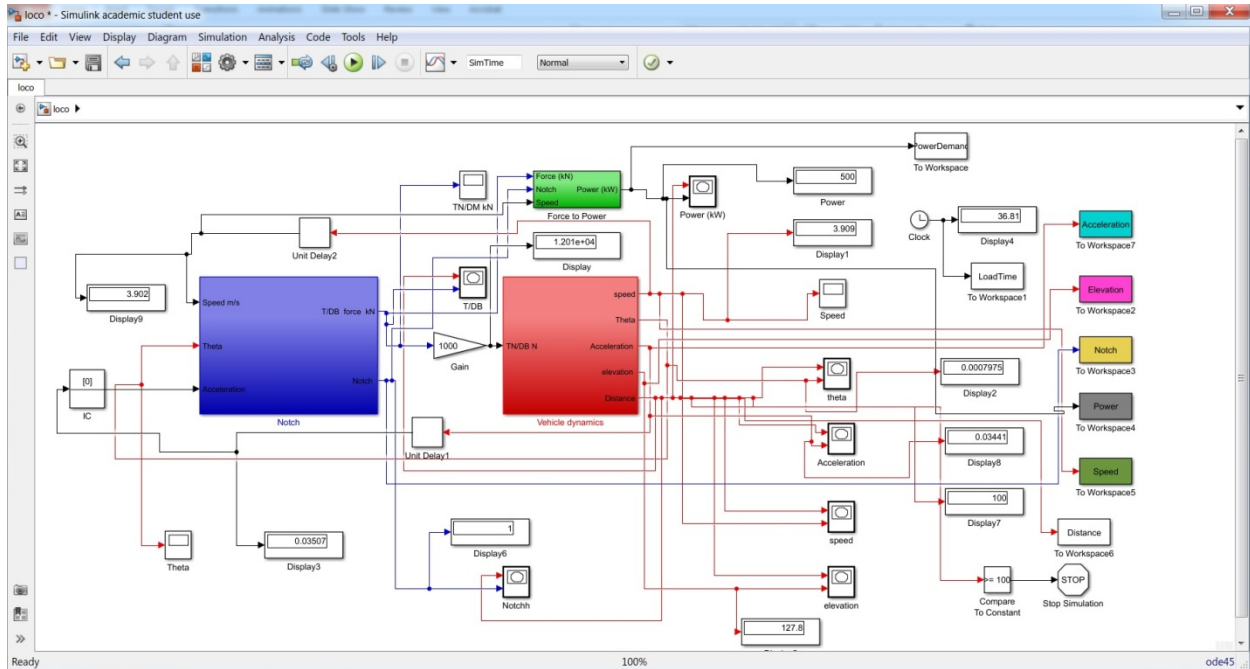 loco * - Simulink academic student use
File Edit View Display Diagram Simulation Analysis Code Tools Help
SimTime Normal
loco
loco
PowerDemand
To Workspace
TN/DM kN
Force (kN)
Notch Power (kW)
Speed
Force to Power
Power (kW)
500
Power
3.909
Display1
Clock
36.81
Display4
LoadTime
To Workspace1
Acceleration
To Workspace7
Unit Delay2
1.201e+04
Display
T/DB
3.902
Display9
Speed m/s
T/DB force kN
Theta
Acceleration
Notch
Notch
1000
Gain
TN/DB N
speed
Theta
Acceleration
elevation
Distance
Vehicle dynamics
Speed
Elevation
To Workspace2
Notch
To Workspace3
theta
0.0007975
Display2
[0]
IC
Power
To Workspace4
Unit Delay1
Acceleration
0.03441
Display8
Speed
To Workspace5
100
Display7
speed
Distance
To Workspace6
Theta
0.03507
Display3
1
Display6
Notchh
elevation
>= 100
Compare
To Constant
STOP
Stop Simulation
127.8
Ready 100% ode45